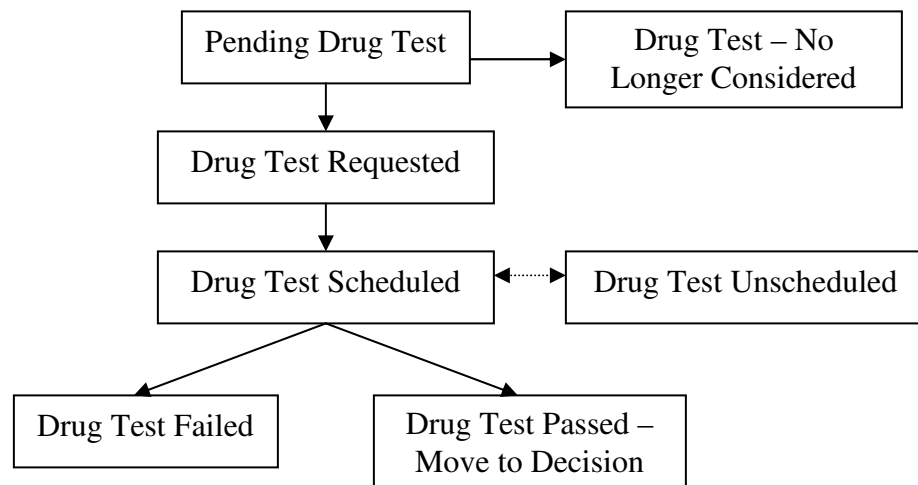 Pending Drug Test
Drug Test – No
Longer Considered
Drug Test Requested
Drug Test Scheduled
Drug Test Unscheduled
Drug Test Failed
Drug Test Passed –
Move to Decision